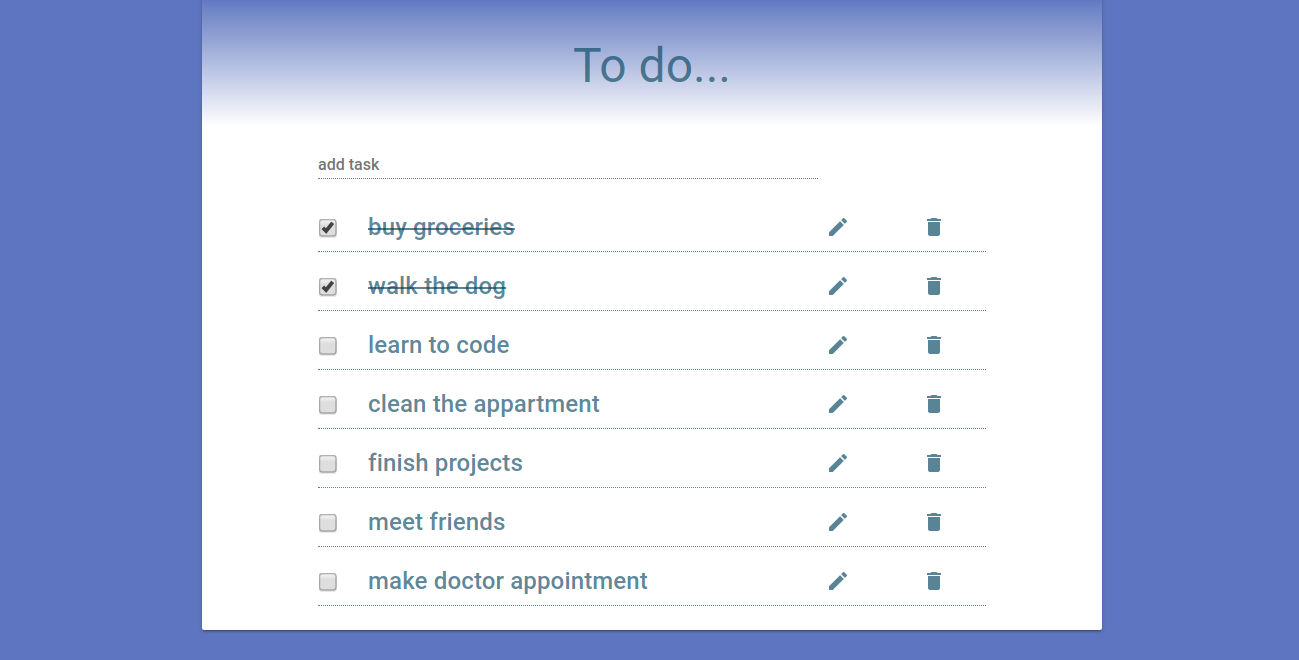 To do...
add task
buy groceries
walk the dog
learn to code
clean the appartment
finish projects
meet friends
make doctor appointment